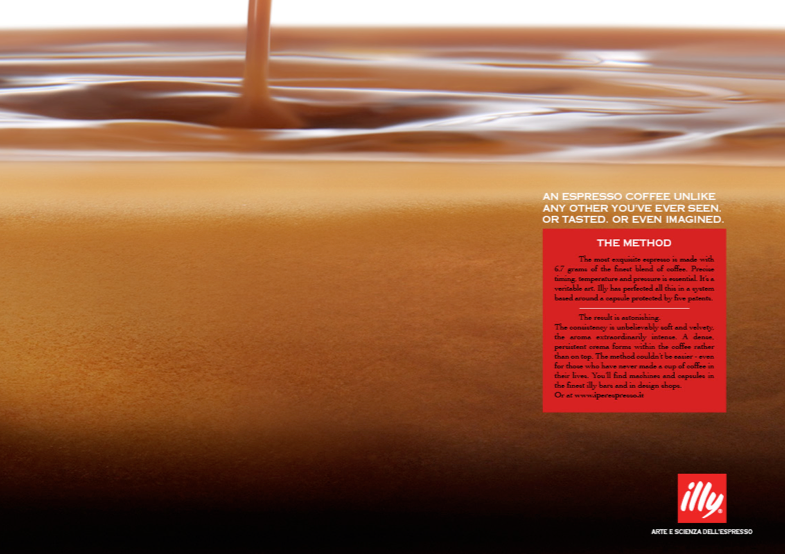 AN ESPRESSO COFFEE UNLIKE
ANY OTHER YOU'VE EVER SEEN.
OR TASTED. OR EVEN IMAGINED.
THE METHOD
The most exquisite espresso is made with
6.7 grams of the finest blend of coffee. Precise
timing, temperature and pressure is essential. It's a
veritable art. Illy has perfected all this in a system
based around a capsule protected by five patents.
The result is astonishing.
The consistency is unbelievably soft and velvety,
the aroma extraordinarily intense. A dense,
persistent crema forms within the coffee rather
than on top. The method couldn't be easier - even
for those who have never made a cup of coffee in
their lives. You'll find machines and capsules in
the finest illy bars and in design shops.
Or at www.iperespresso.ie
illy
ARTE E SCIENZA DELL'ESPRESSO